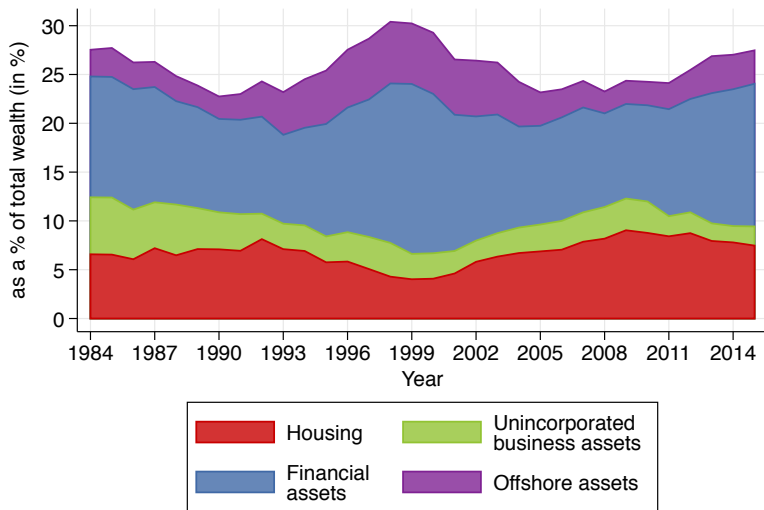 as a % of total wealth (in %)
30
25
20
15
10
5
0
1984 1987 1990 1993 1996 1999 2002 2005 2008 2011 2014
Year
Housing
Unincorporated
business assets
Financial
assets
Offshore assets